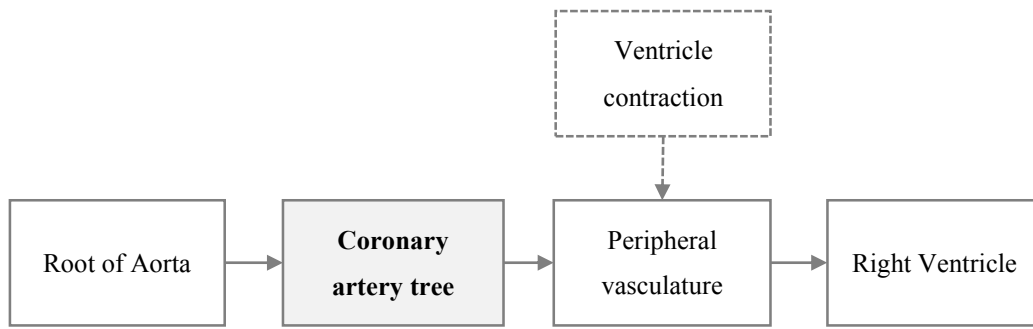 Ventricle
contraction
Root of Aorta
Coronary
artery tree
Peripheral
vasculature
Right Ventricle